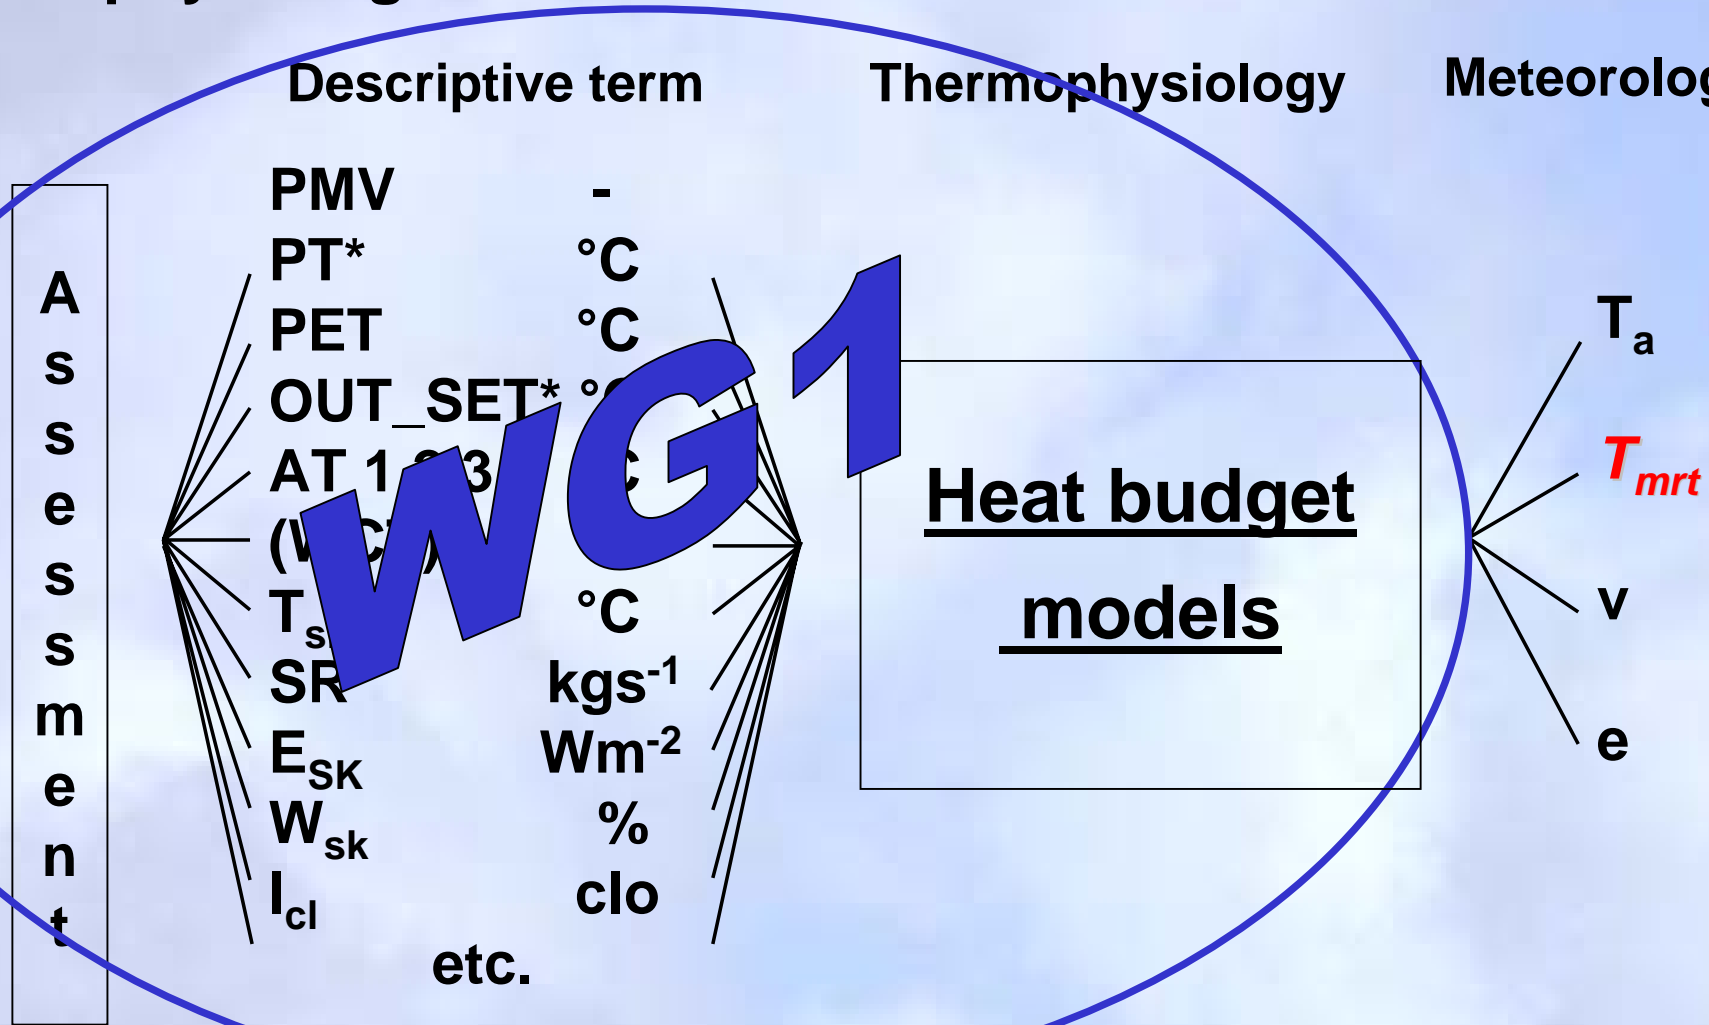 Descriptive term
Thermophysiology
Assessment
PMV -
PT* °C
PET °C
OUT_SET*
AT 1
T °C
SR kgs-1
ESK Wm-2
Wsk %
Icl clo
etc.
WG1
Heat budget
models
Ta
Tmrt
v
e